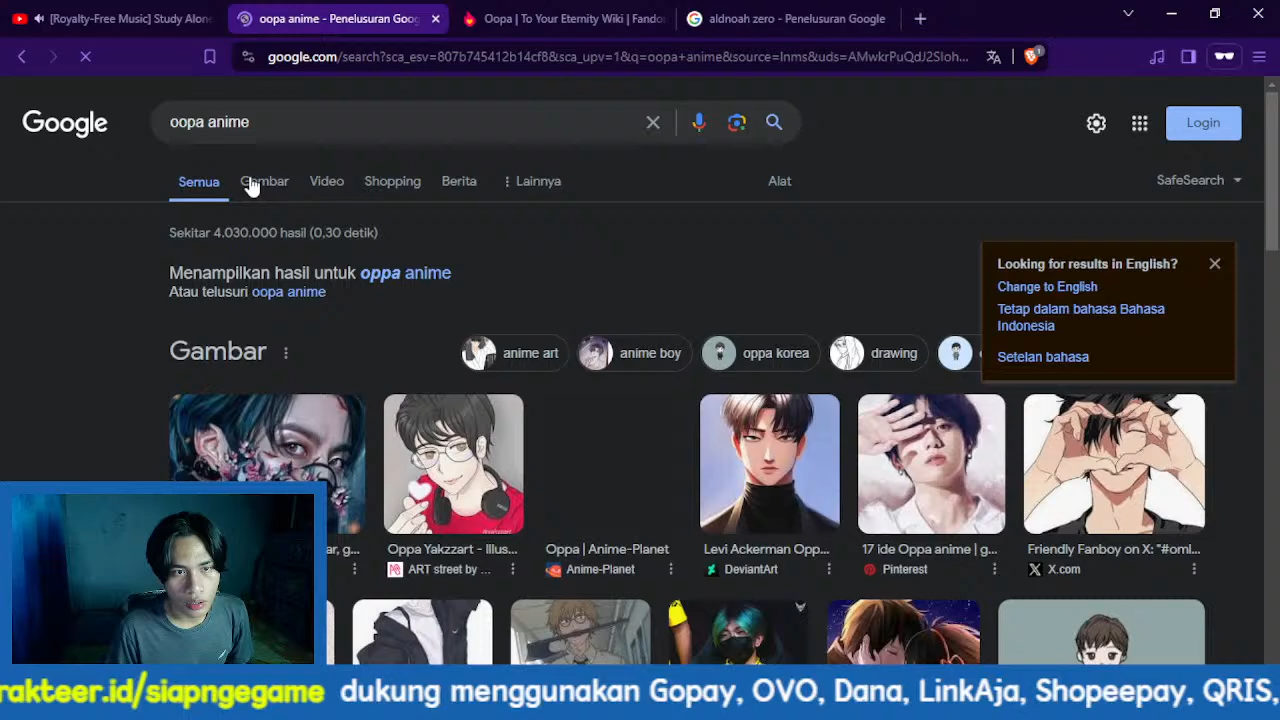 [Royalty-Free Music] Study Alone
oopa anime - Penelusuran Goog
Oopa | To Your Eternity Wiki | Fando
aldnoah zero - Penelusuran Google
google.com/search?sca_esv=807b745412b14cf8&sca_upv=1&q=oopa+anime&source=lnms&uds=AMwkrPuQdJ2SIoh...
1
Google
oopa anime
Login
Semua
Gambar
Video
Shopping
Berita
Lainnya
Alat
SafeSearch
Sekitar 4.030.000 hasil (0,30 detik)
Menampilkan hasil untuk oppa anime
Atau telusuri oopa anime
Looking for results in English?
Change to English
Tetap dalam bahasa Bahasa
Indonesia
Setelan bahasa
Gambar
anime art
anime boy
oppa korea
drawing
ar, g...
Oppa Yakzzart - Illus...
Oppa | Anime-Planet
Levi Ackerman Opp...
17 ide Oppa anime | g...
Friendly Fanboy on X: "#oml...
ART street by ...
Anime-Planet
DeviantArt
Pinterest
X.com
rakteer.id/siapngegame dukung menggunakan Gopay, OVO, Dana, LinkAja, Shopeepay, QRIS,